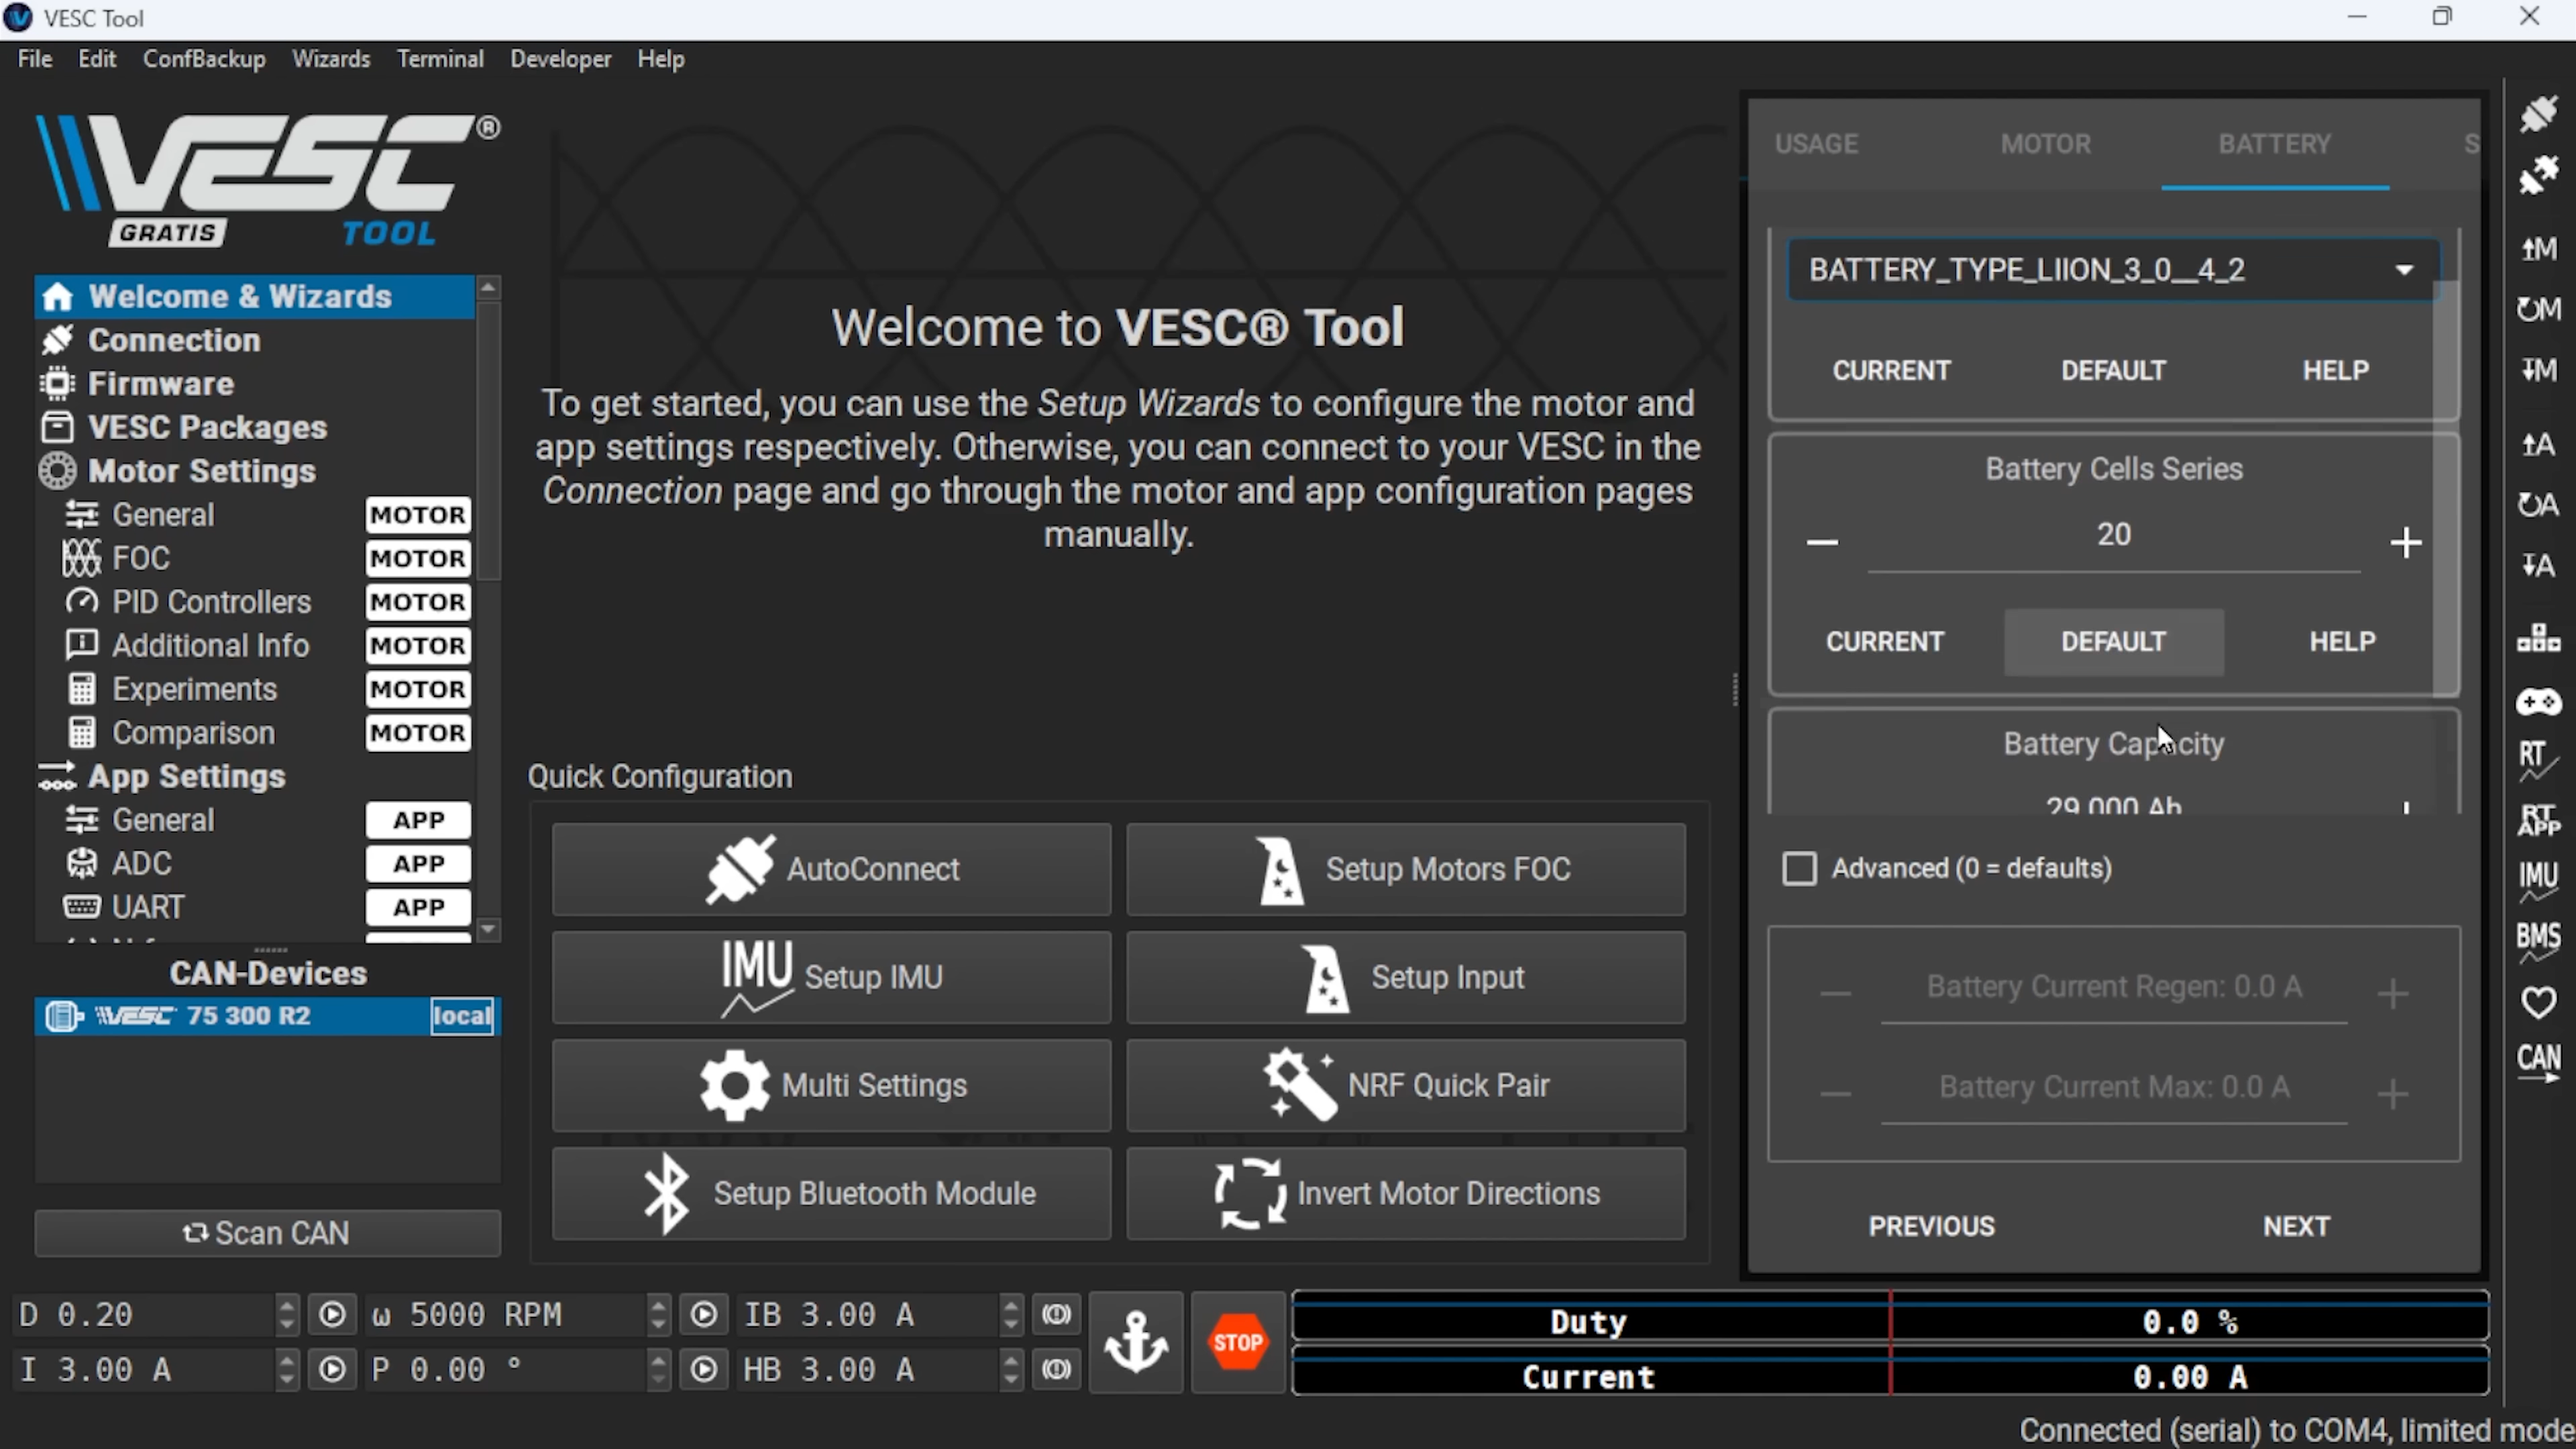 VESC Tool
File Edit ConfBackup Wizards Terminal Developer Help
VESC®
GRATIS TOOL
Welcome & Wizards
Connection
Firmware
VESC Packages
Motor Settings
General MOTOR
FOC MOTOR
PID Controllers MOTOR
Additional Info MOTOR
Experiments MOTOR
Comparison MOTOR
App Settings
General APP
ADC APP
UART APP
CAN-Devices
VESC 75 300 R2 local
Scan CAN
Welcome to VESC® Tool
To get started, you can use the Setup Wizards to configure the motor and
app settings respectively. Otherwise, you can connect to your VESC in the
Connection page and go through the motor and app configuration pages
manually.
Quick Configuration
AutoConnect Setup Motors FOC
IMU Setup IMU Setup Input
Multi Settings NRF Quick Pair
Setup Bluetooth Module Invert Motor Directions
USAGE MOTOR BATTERY S
BATTERY_TYPE_LIION_3_0__4_2
CURRENT DEFAULT HELP
Battery Cells Series
− 20 +
CURRENT DEFAULT HELP
Battery Capacity
29.000 Ah
Advanced (0 = defaults)
− Battery Current Regen: 0.0 A +
− Battery Current Max: 0.0 A +
PREVIOUS NEXT
M
M
M
A
A
A
RT
RT
APP
IMU
BMS
CAN
D 0.20 ω 5000 RPM IB 3.00 A
I 3.00 A P 0.00 ° HB 3.00 A
STOP
Duty 0.0 %
Current 0.00 A
Connected (serial) to COM4, limited mode